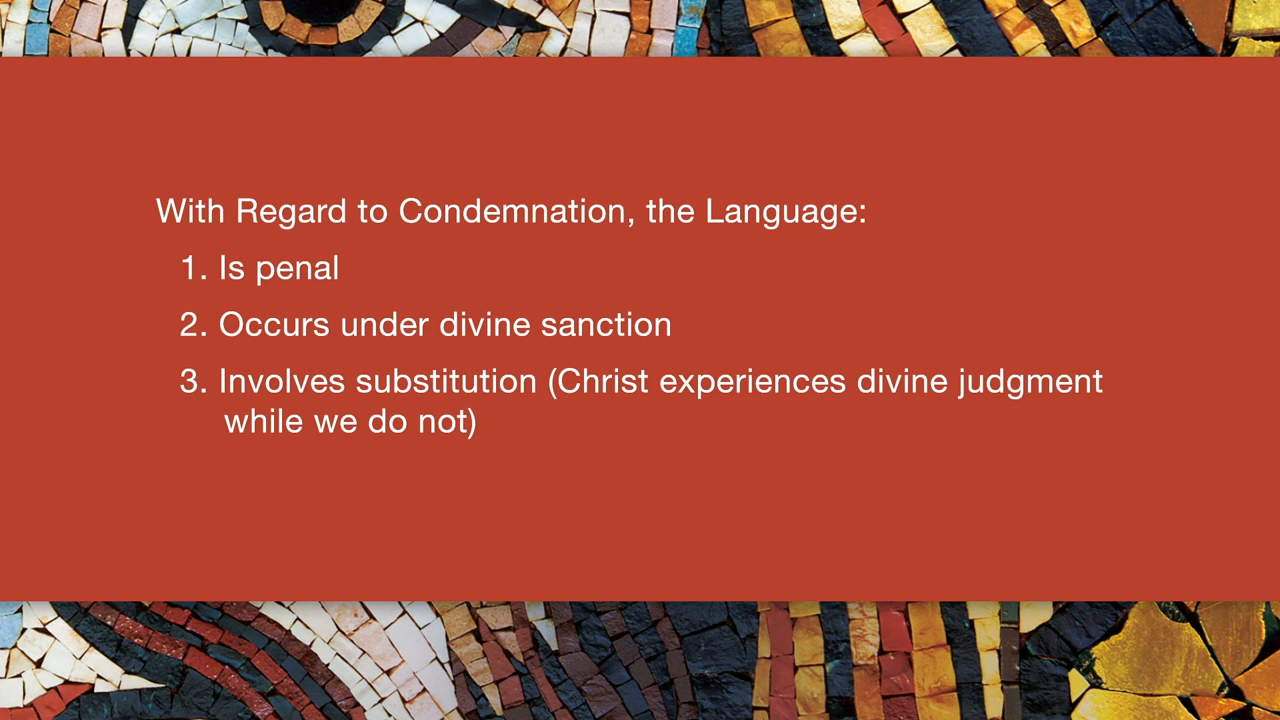 With Regard to Condemnation, the Language:
1. Is penal
2. Occurs under divine sanction
3. Involves substitution (Christ experiences divine judgment
while we do not)